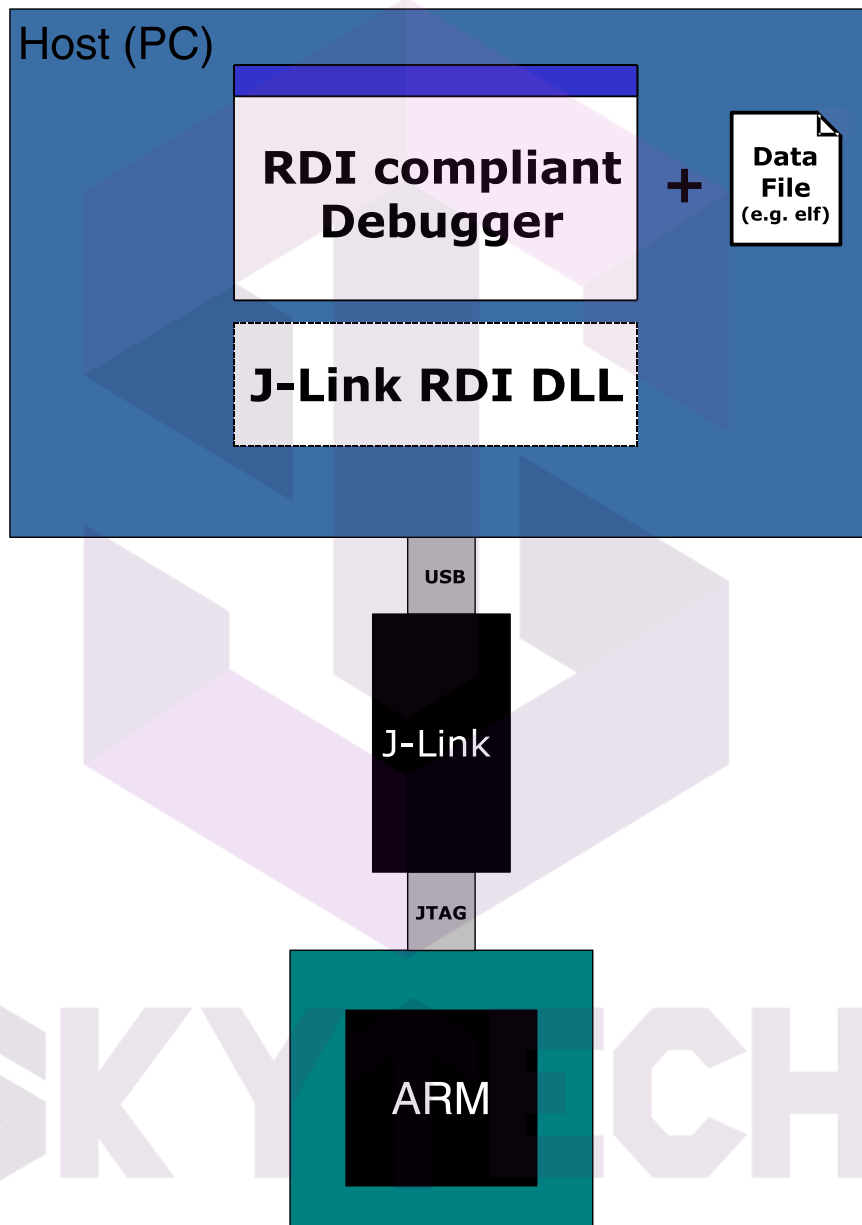 Host (PC)
RDI compliant
Debugger
+
Data
File
(e.g. elf)
J-Link RDI DLL
USB
J-Link
JTAG
ARM
SKYTECH